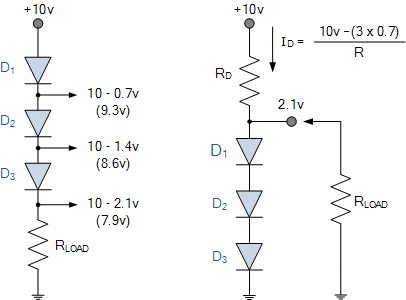 +10v
D1
10 - 0.7v
(9.3v)
D2
10 - 1.4v
(8.6v)
D3
10 - 2.1v
(7.9v)
RLOAD
+10v
ID = 10v –(3 x 0.7)
R
RD
2.1v
D1
D2
RLOAD
D3